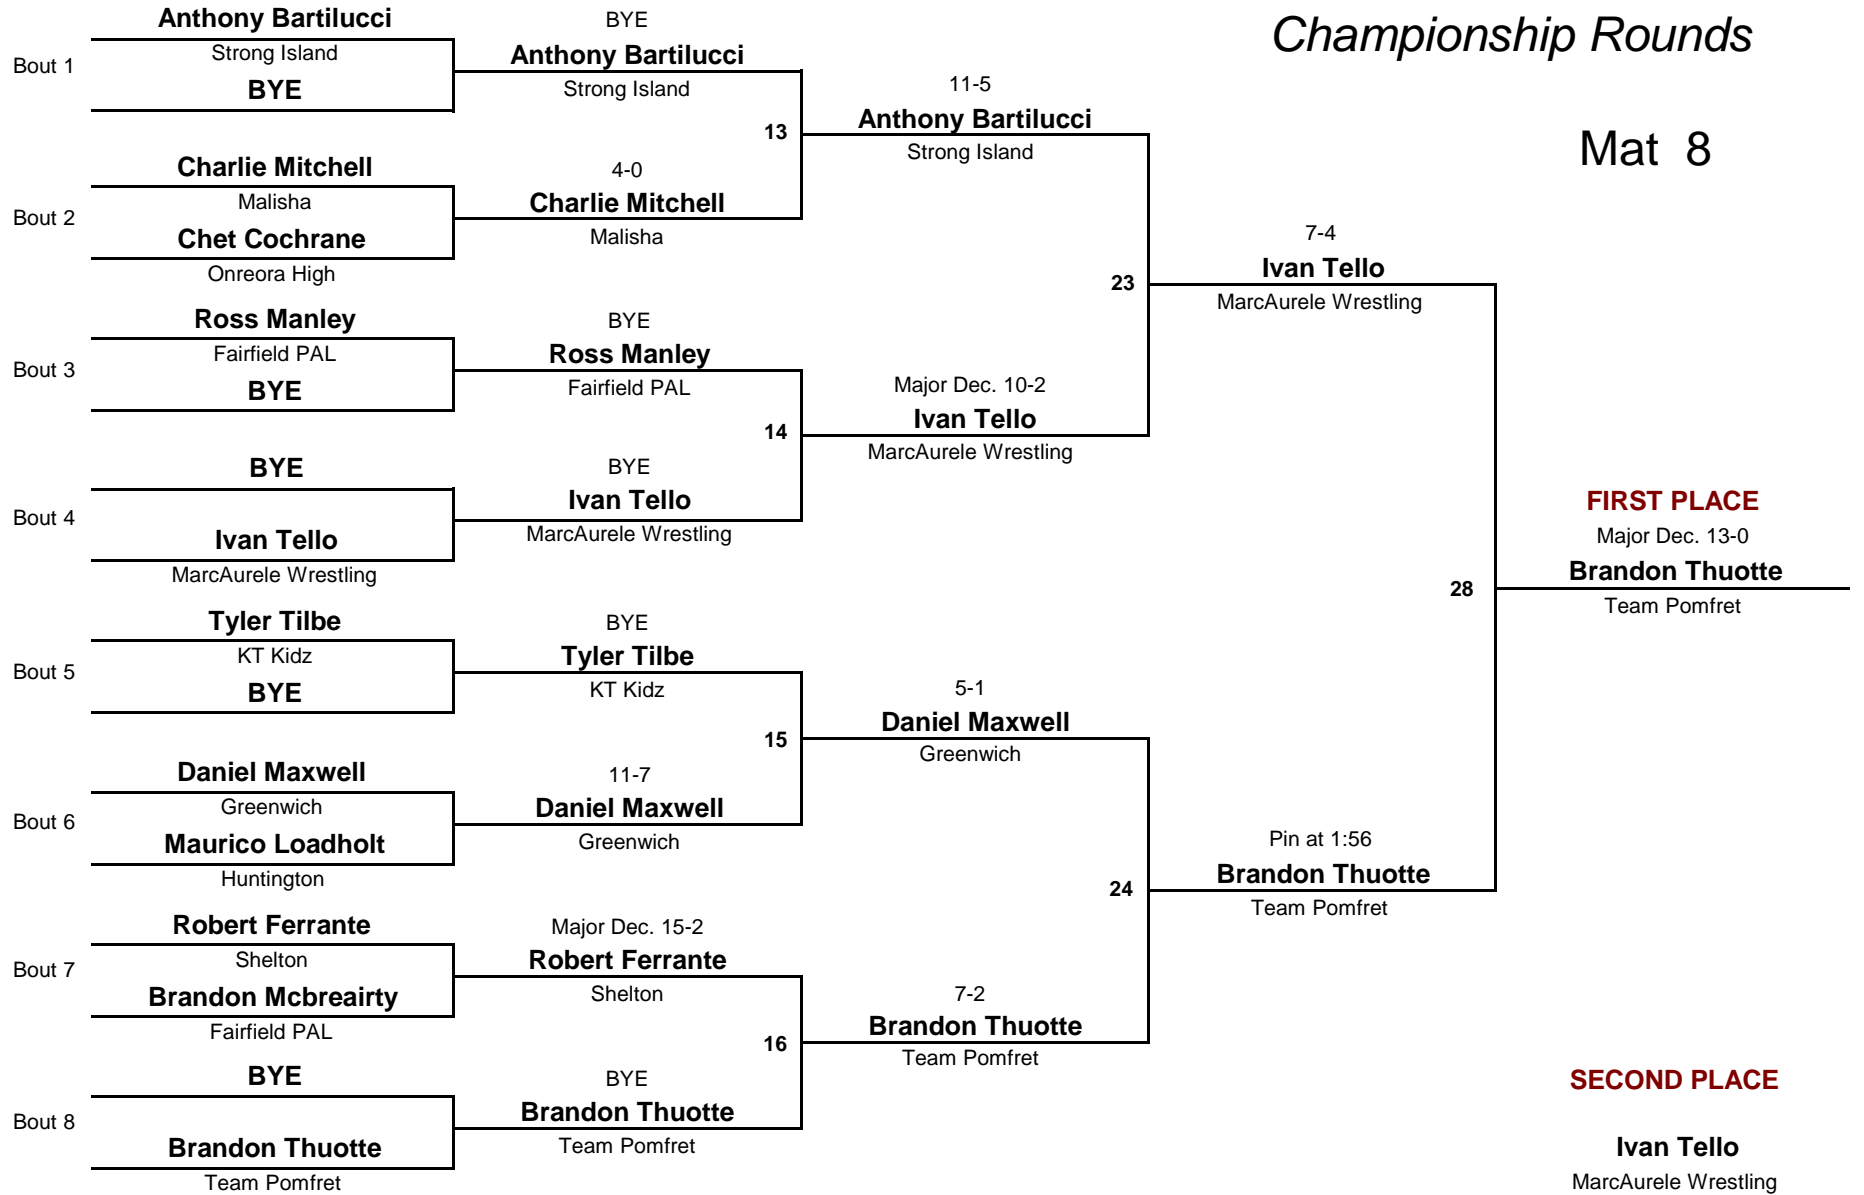 Championship Rounds
Mat 8
Anthony Bartilucci
Bout 1
Strong Island
BYE
Charlie Mitchell
Bout 2
Malisha
Chet Cochrane
Onreora High
Ross Manley
Bout 3
Fairfield PAL
BYE
BYE
Bout 4
Ivan Tello
MarcAurele Wrestling
Tyler Tilbe
Bout 5
KT Kidz
BYE
Daniel Maxwell
Bout 6
Greenwich
Maurico Loadholt
Huntington
Robert Ferrante
Bout 7
Shelton
Brandon Mcbreairty
Fairfield PAL
BYE
Bout 8
Brandon Thuotte
Team Pomfret
BYE
Anthony Bartilucci
Strong Island
13
4-0
Charlie Mitchell
Malisha
BYE
Ross Manley
Fairfield PAL
14
BYE
Ivan Tello
MarcAurele Wrestling
BYE
Tyler Tilbe
KT Kidz
15
11-7
Daniel Maxwell
Greenwich
Major Dec. 15-2
Robert Ferrante
Shelton
16
BYE
Brandon Thuotte
Team Pomfret
11-5
Anthony Bartilucci
Strong Island
23
Major Dec. 10-2
Ivan Tello
MarcAurele Wrestling
5-1
Daniel Maxwell
Greenwich
24
7-2
Brandon Thuotte
Team Pomfret
7-4
Ivan Tello
MarcAurele Wrestling
28
Pin at 1:56
Brandon Thuotte
Team Pomfret
FIRST PLACE
Major Dec. 13-0
Brandon Thuotte
Team Pomfret
SECOND PLACE
Ivan Tello
MarcAurele Wrestling